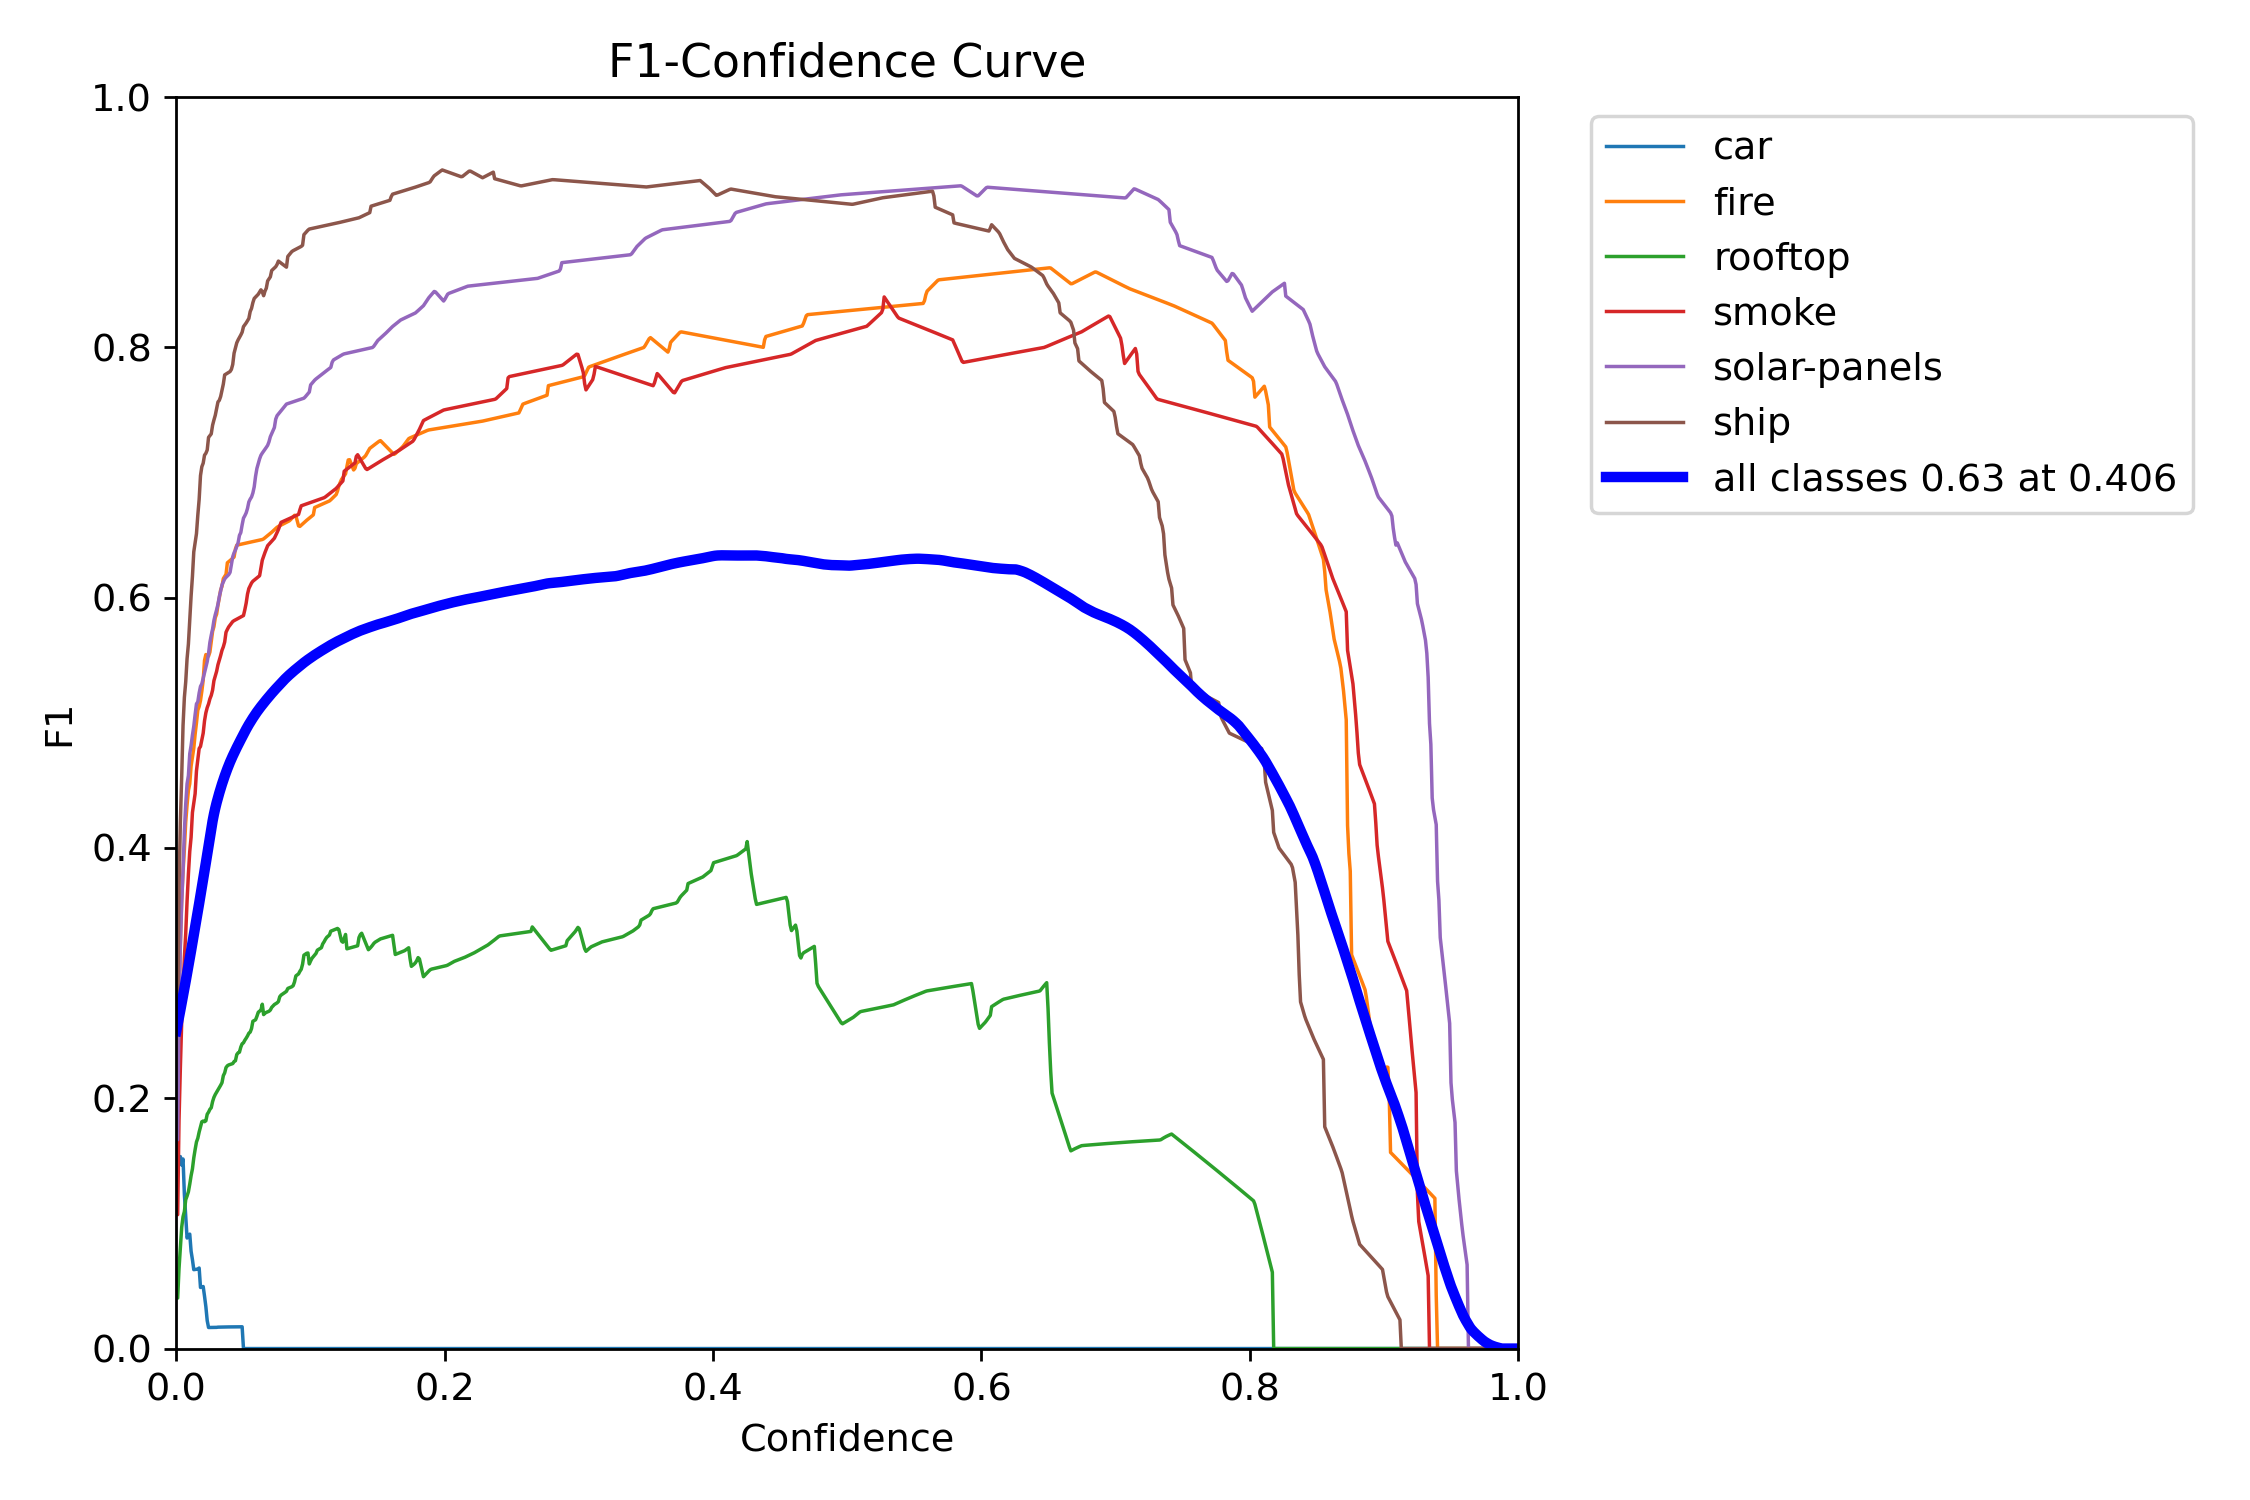 F1-Confidence Curve
1.0
0.8
0.6
0.4
0.2
0.0
F1
0.0 0.2 0.4 0.6 0.8 1.0
Confidence
car
fire
rooftop
smoke
solar-panels
ship
all classes 0.63 at 0.406